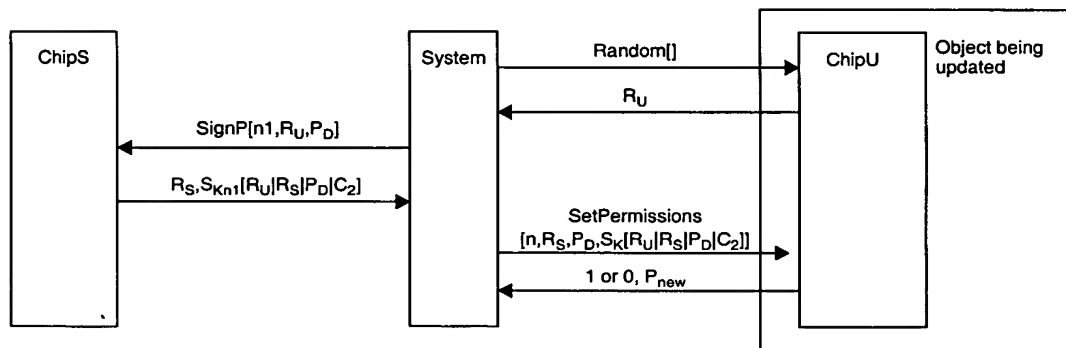 ChipS
System
Random[]
ChipU
Object being
updated
R_U
SignP[n1,R_U,P_D]
R_S,S_Kn1[R_U|R_S|P_D|C_2]
SetPermissions
[n,R_S,P_D,S_K[R_U|R_S|P_D|C_2]]
1 or 0, P_new